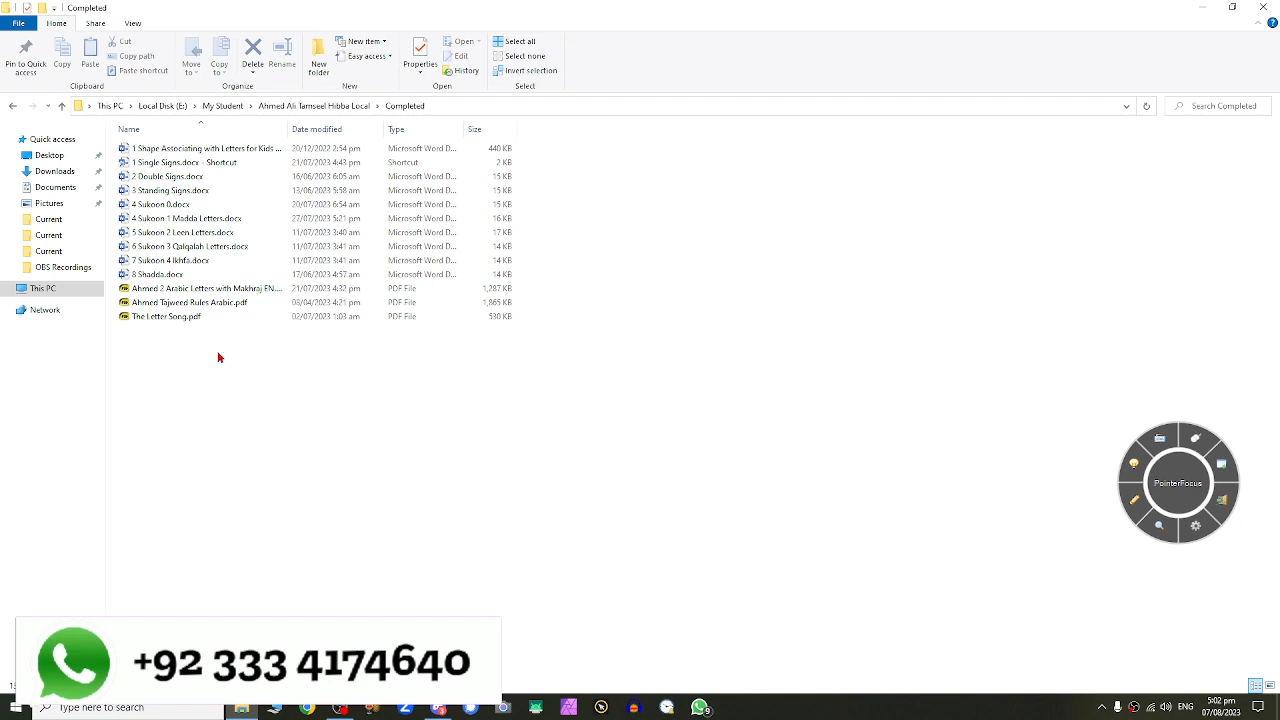 Completed
File Home Share View
Pin to Quick access
Copy
Paste
Cut
Copy path
Paste shortcut
Clipboard
Move to
Copy to
Delete
Rename
Organize
New folder
New item
Easy access
New
Properties
Open
Edit
History
Open
Select all
Select none
Invert selection
Select
This PC > Local Disk (E:) > My Student > Ahmed Ali Tamseel Hibba Local > Completed
Search Completed
Quick access
Desktop
Downloads
Documents
Pictures
Current
Current
Current
OBS Recordings
This PC
Network
Name Date modified Type Size
1 Shape Associating with Letters for Kids ... 20/12/2022 2:54 pm Microsoft Word D... 440 KB
1 Single Signs.docx - Shortcut 21/07/2023 4:43 pm Shortcut 2 KB
2 Double Signs.docx 16/06/2023 6:05 am Microsoft Word D... 15 KB
3 Standing Signs.docx 13/06/2023 5:58 am Microsoft Word D... 15 KB
4 Sukoon 0.docx 20/07/2023 6:54 am Microsoft Word D... 15 KB
4 Sukoon 1 Madda Letters.docx 27/07/2023 5:21 pm Microsoft Word D... 16 KB
5 Sukoon 2 Leen Letters.docx 11/07/2023 3:40 am Microsoft Word D... 17 KB
6 Sukoon 3 Qalqalah Letters.docx 11/07/2023 3:41 am Microsoft Word D... 14 KB
7 Sukoon 4 Ikhfa.docx 11/07/2023 3:41 am Microsoft Word D... 14 KB
8 Shadda.docx 17/06/2023 4:57 am Microsoft Word D... 14 KB
Ahmed 2 Arabic Letters with Makhraj EN.... 21/07/2023 4:32 pm PDF File 1,287 KB
Ahmed Tajweed Rules Arabic.pdf 08/04/2023 4:21 pm PDF File 1,865 KB
The Letter Song.pdf 02/07/2023 1:03 am PDF File 530 KB
PointerFocus
+92 333 4174640
Type here to search
ENG
5:02 pm
07/08/2023